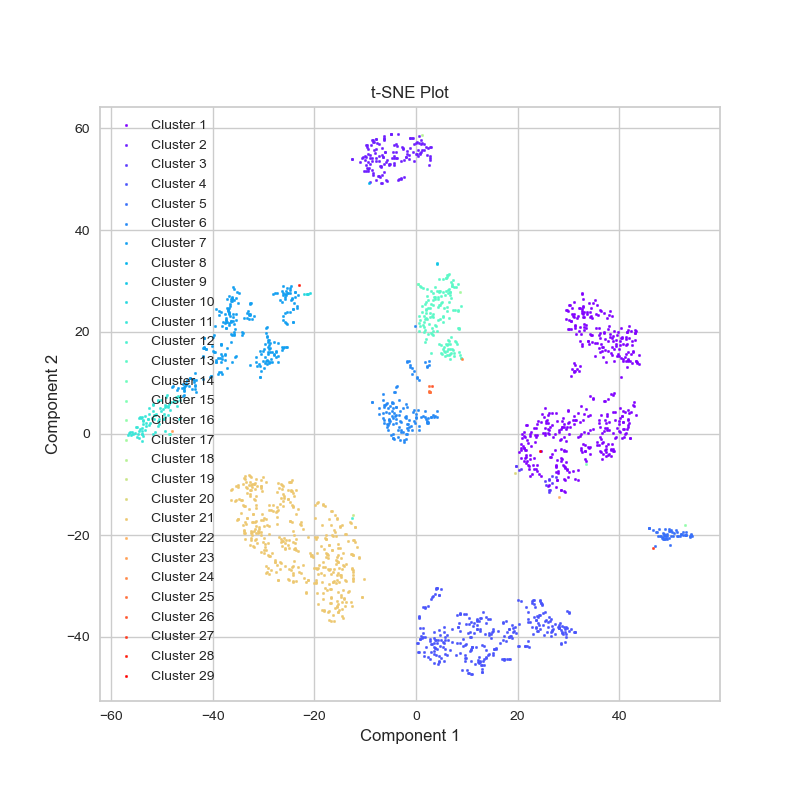 t-SNE Plot
Cluster 1
Cluster 2
Cluster 3
Cluster 4
Cluster 5
Cluster 6
Cluster 7
Cluster 8
Cluster 9
Cluster 10
Cluster 11
Cluster 12
Cluster 13
Cluster 14
Cluster 15
Cluster 16
Cluster 17
Cluster 18
Cluster 19
Cluster 20
Cluster 21
Cluster 22
Cluster 23
Cluster 24
Cluster 25
Cluster 26
Cluster 27
Cluster 28
Cluster 29
60
40
20
0
−20
−40
Component 2
−60 −40 −20 0 20 40
Component 1